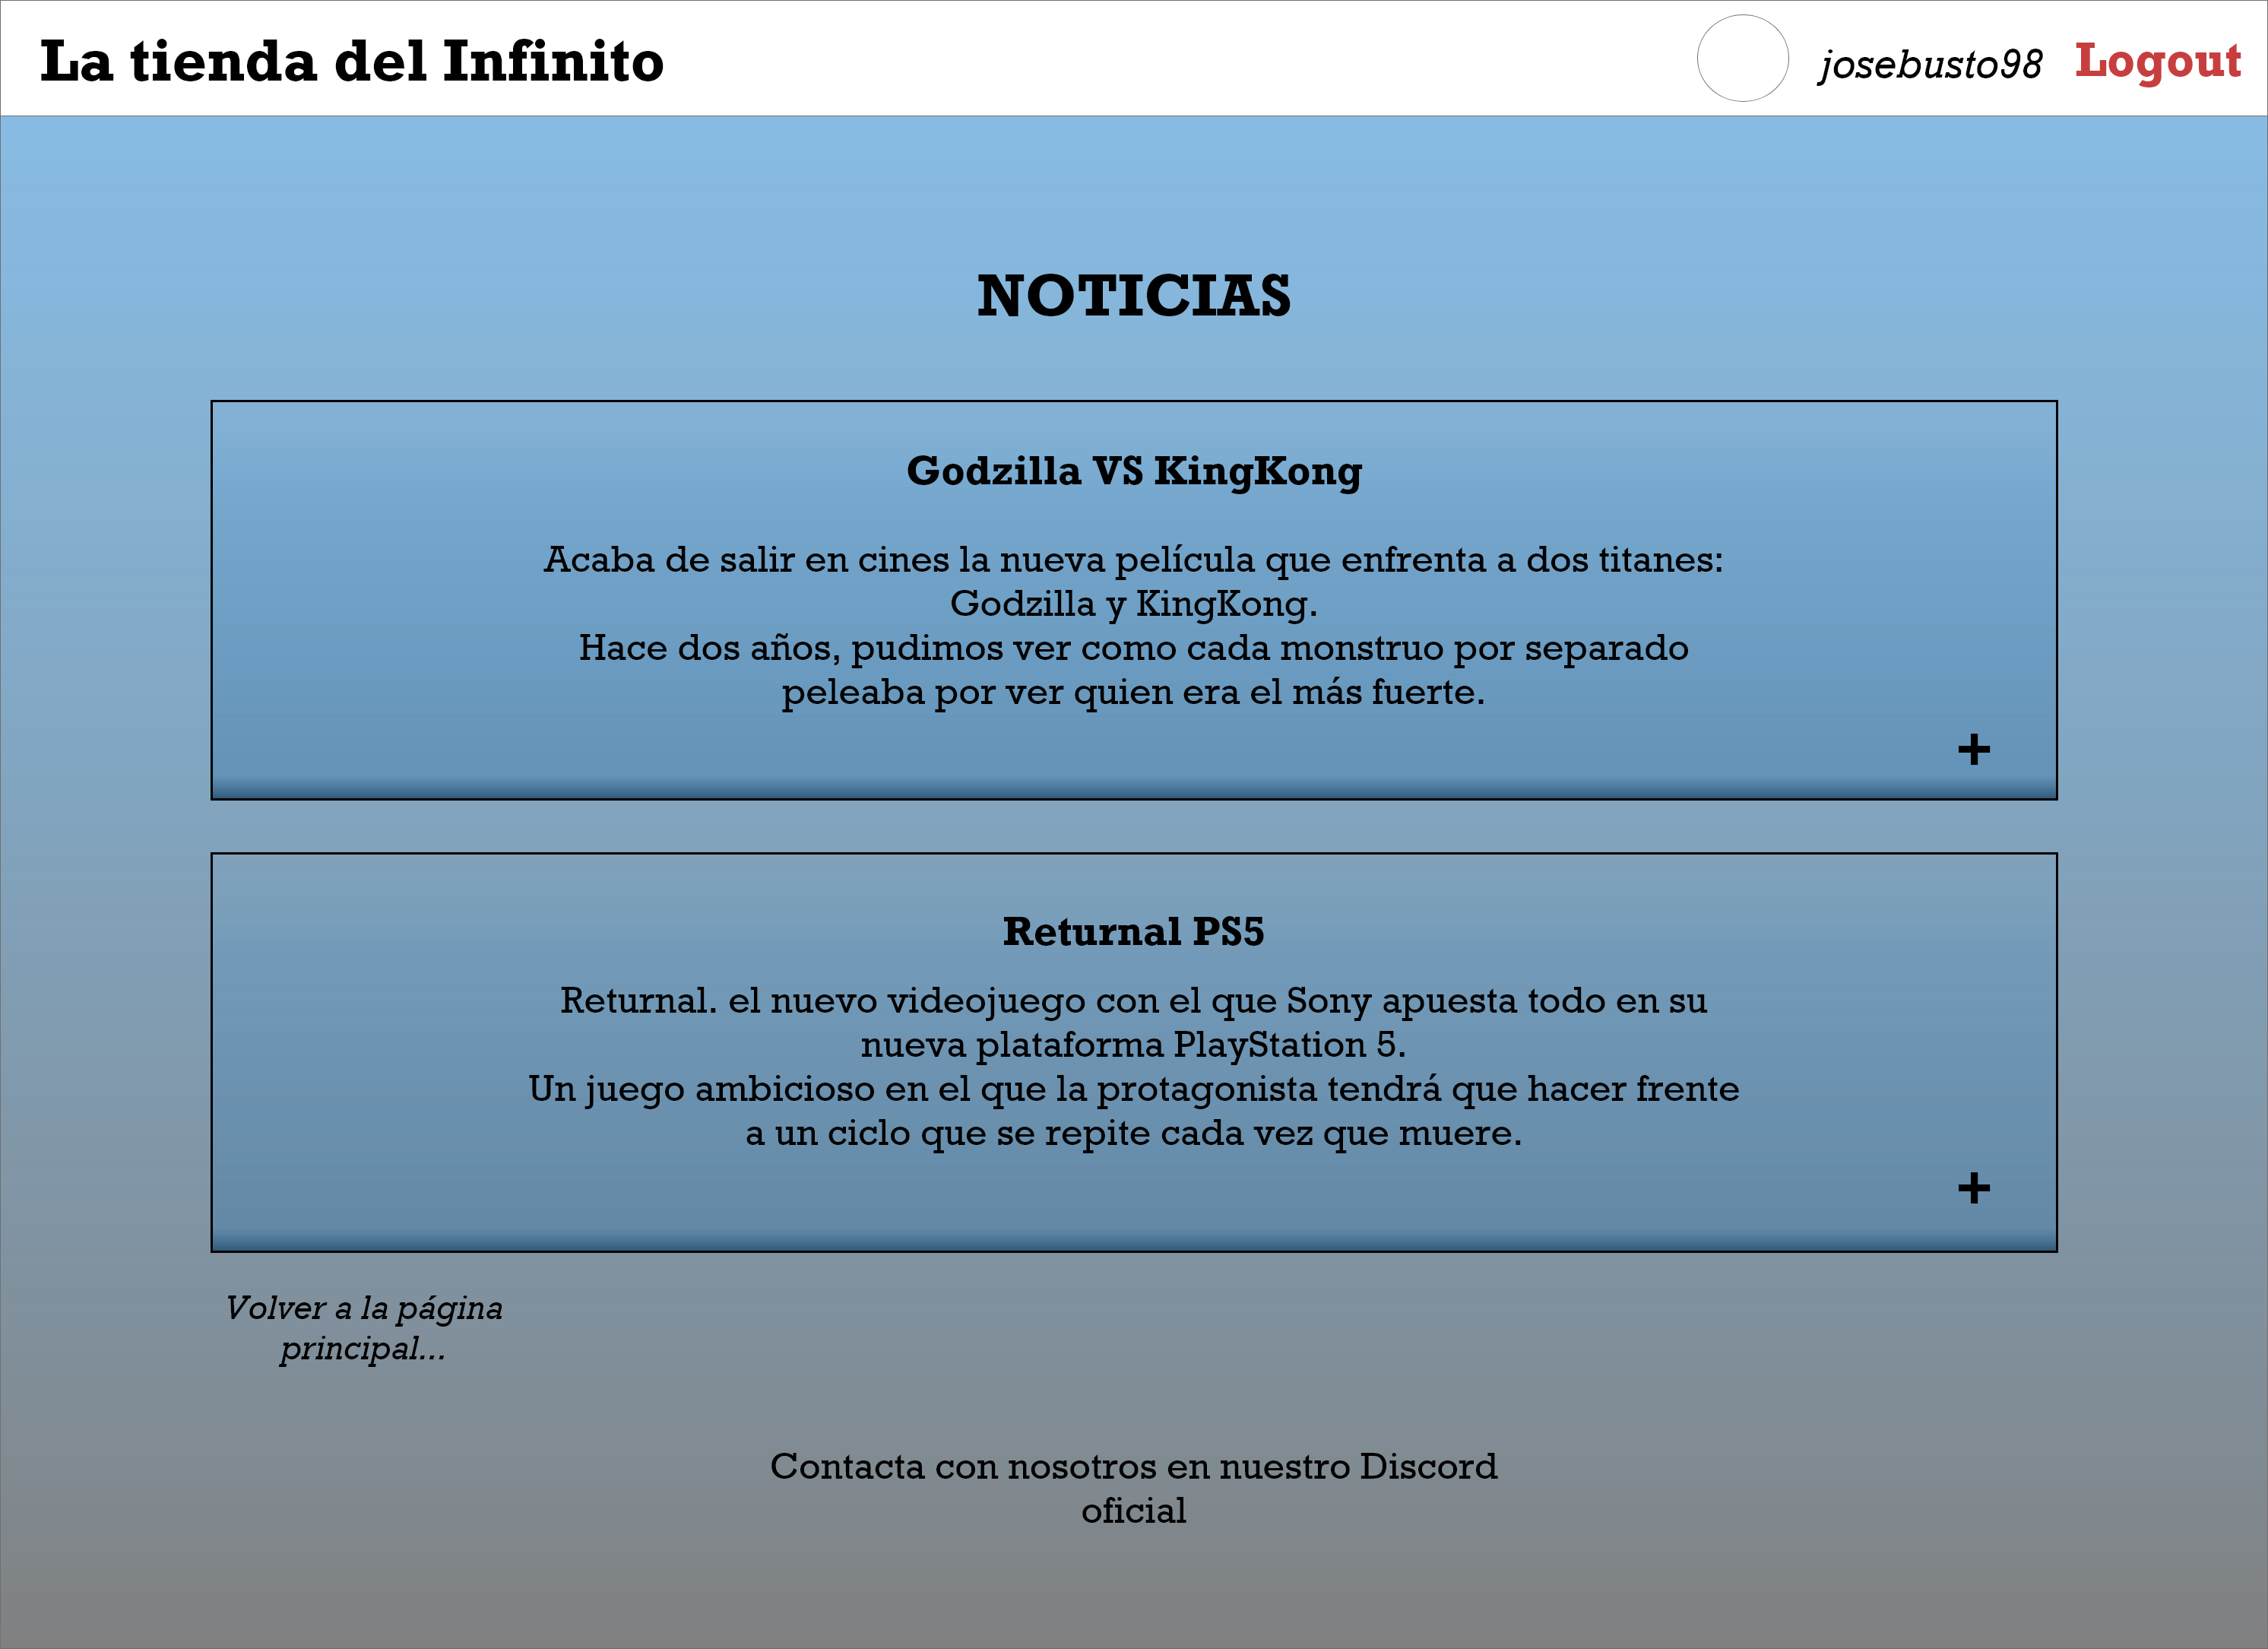 La tienda del Infinito
josebusto98
Logout
NOTICIAS
Godzilla VS KingKong
Acaba de salir en cines la nueva película que enfrenta a dos titanes:
Godzilla y KingKong.
Hace dos años, pudimos ver como cada monstruo por separado
peleaba por ver quien era el más fuerte.
+
Returnal PS5
Returnal. el nuevo videojuego con el que Sony apuesta todo en su
nueva plataforma PlayStation 5.
Un juego ambicioso en el que la protagonista tendrá que hacer frente
a un ciclo que se repite cada vez que muere.
+
Volver a la página
principal...
Contacta con nosotros en nuestro Discord
oficial